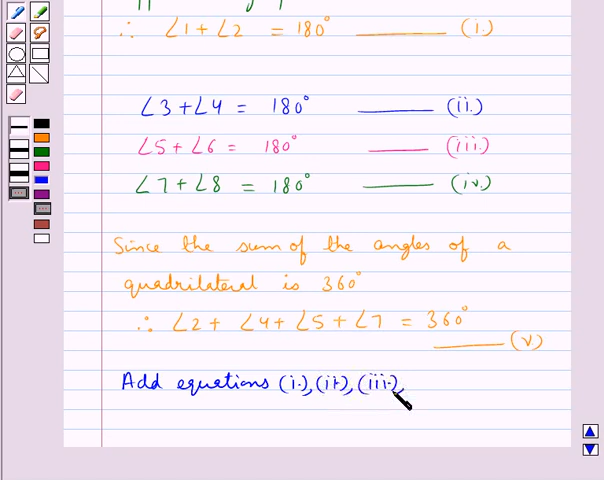 ∴ ∠1 + ∠2 = 180° ——— (i.)
∠3 + ∠4 = 180° ——— (ii.)
∠5 + ∠6 = 180° ——— (iii.)
∠7 + ∠8 = 180° ——— (iv.)
Since the sum of the angles of a
quadrilateral is 360°
∴ ∠2 + ∠4 + ∠5 + ∠7 = 360°
——— (v.)
Add equations (i.), (ii), (iii.),